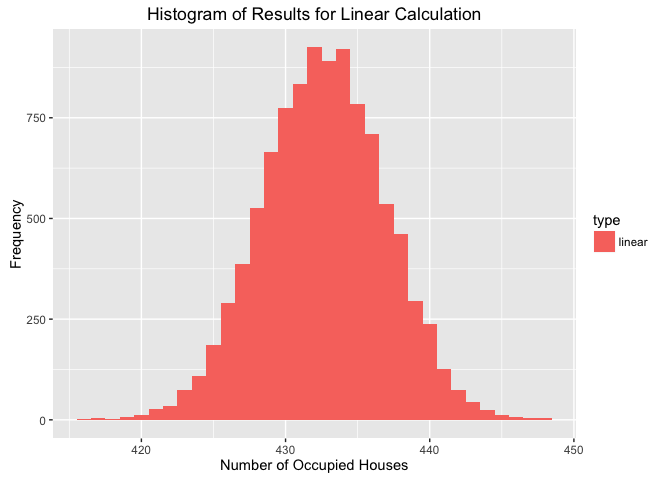 Histogram of Results for Linear Calculation
750
500
250
0
Frequency
420 430 440 450
Number of Occupied Houses
type
linear